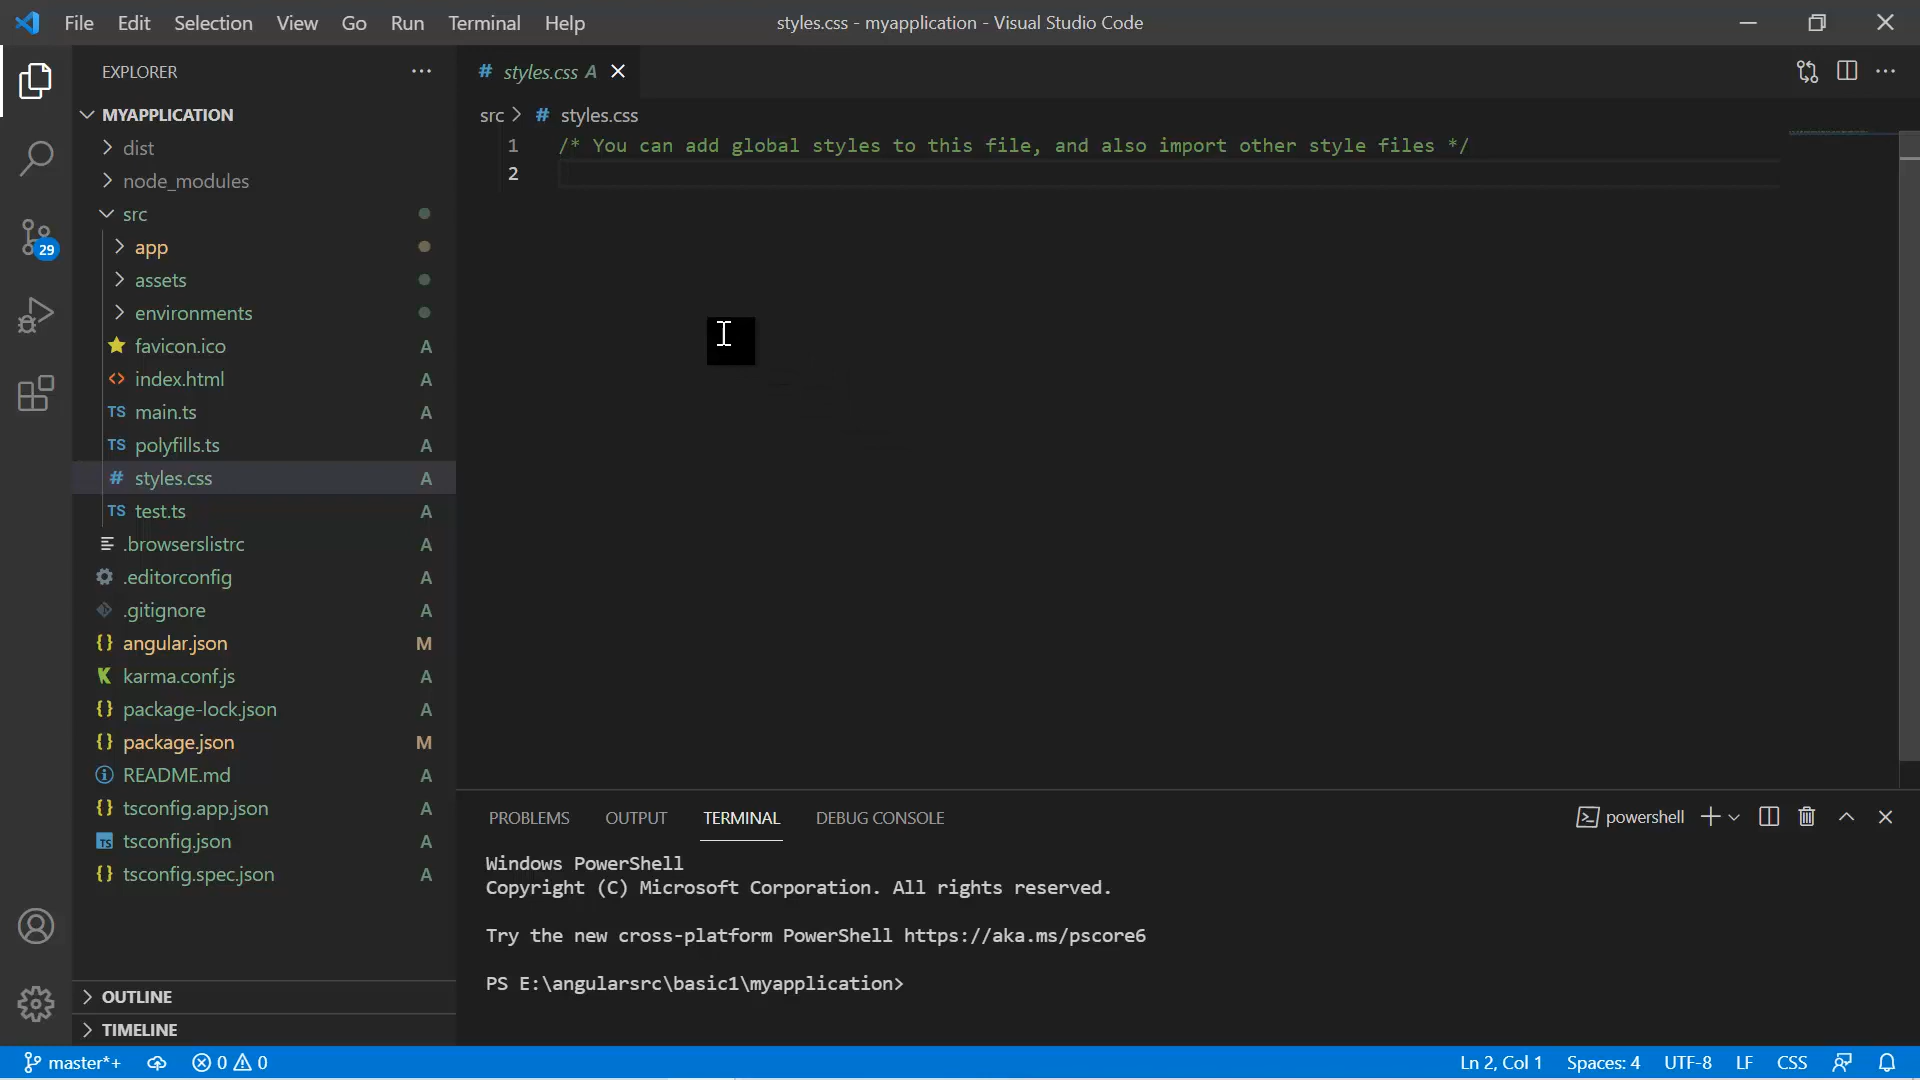 File Edit Selection View Go Run Terminal Help
styles.css - myapplication - Visual Studio Code
EXPLORER
MYAPPLICATION
dist
node_modules
src
app
assets
environments
favicon.ico A
index.html A
main.ts A
polyfills.ts A
styles.css A
test.ts A
.browserslistrc A
.editorconfig A
.gitignore A
angular.json M
karma.conf.js A
package-lock.json A
package.json M
README.md A
tsconfig.app.json A
tsconfig.json A
tsconfig.spec.json A
OUTLINE
TIMELINE
29
TS
TS
TS
TS
# styles.css A
src > # styles.css
1 /* You can add global styles to this file, and also import other style files */
2
PROBLEMS OUTPUT TERMINAL DEBUG CONSOLE
powershell
Windows PowerShell
Copyright (C) Microsoft Corporation. All rights reserved.
Try the new cross-platform PowerShell https://aka.ms/pscore6
PS E:\angularsrc\basic1\myapplication>
master*+ 0 0
Ln 2, Col 1 Spaces: 4 UTF-8 LF CSS